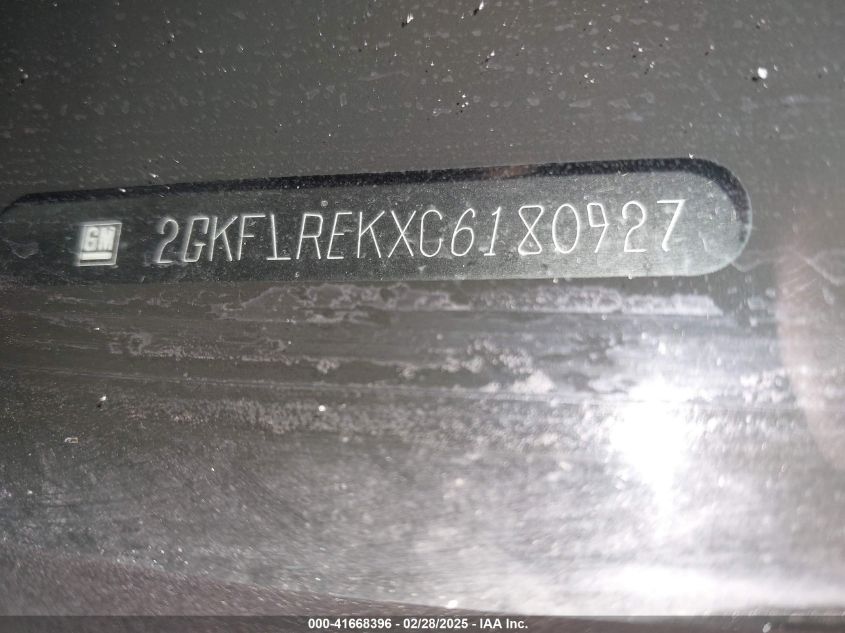 GM 2GKFLREKXC6180927
000-41668396 - 02/28/2025 - IAA Inc.